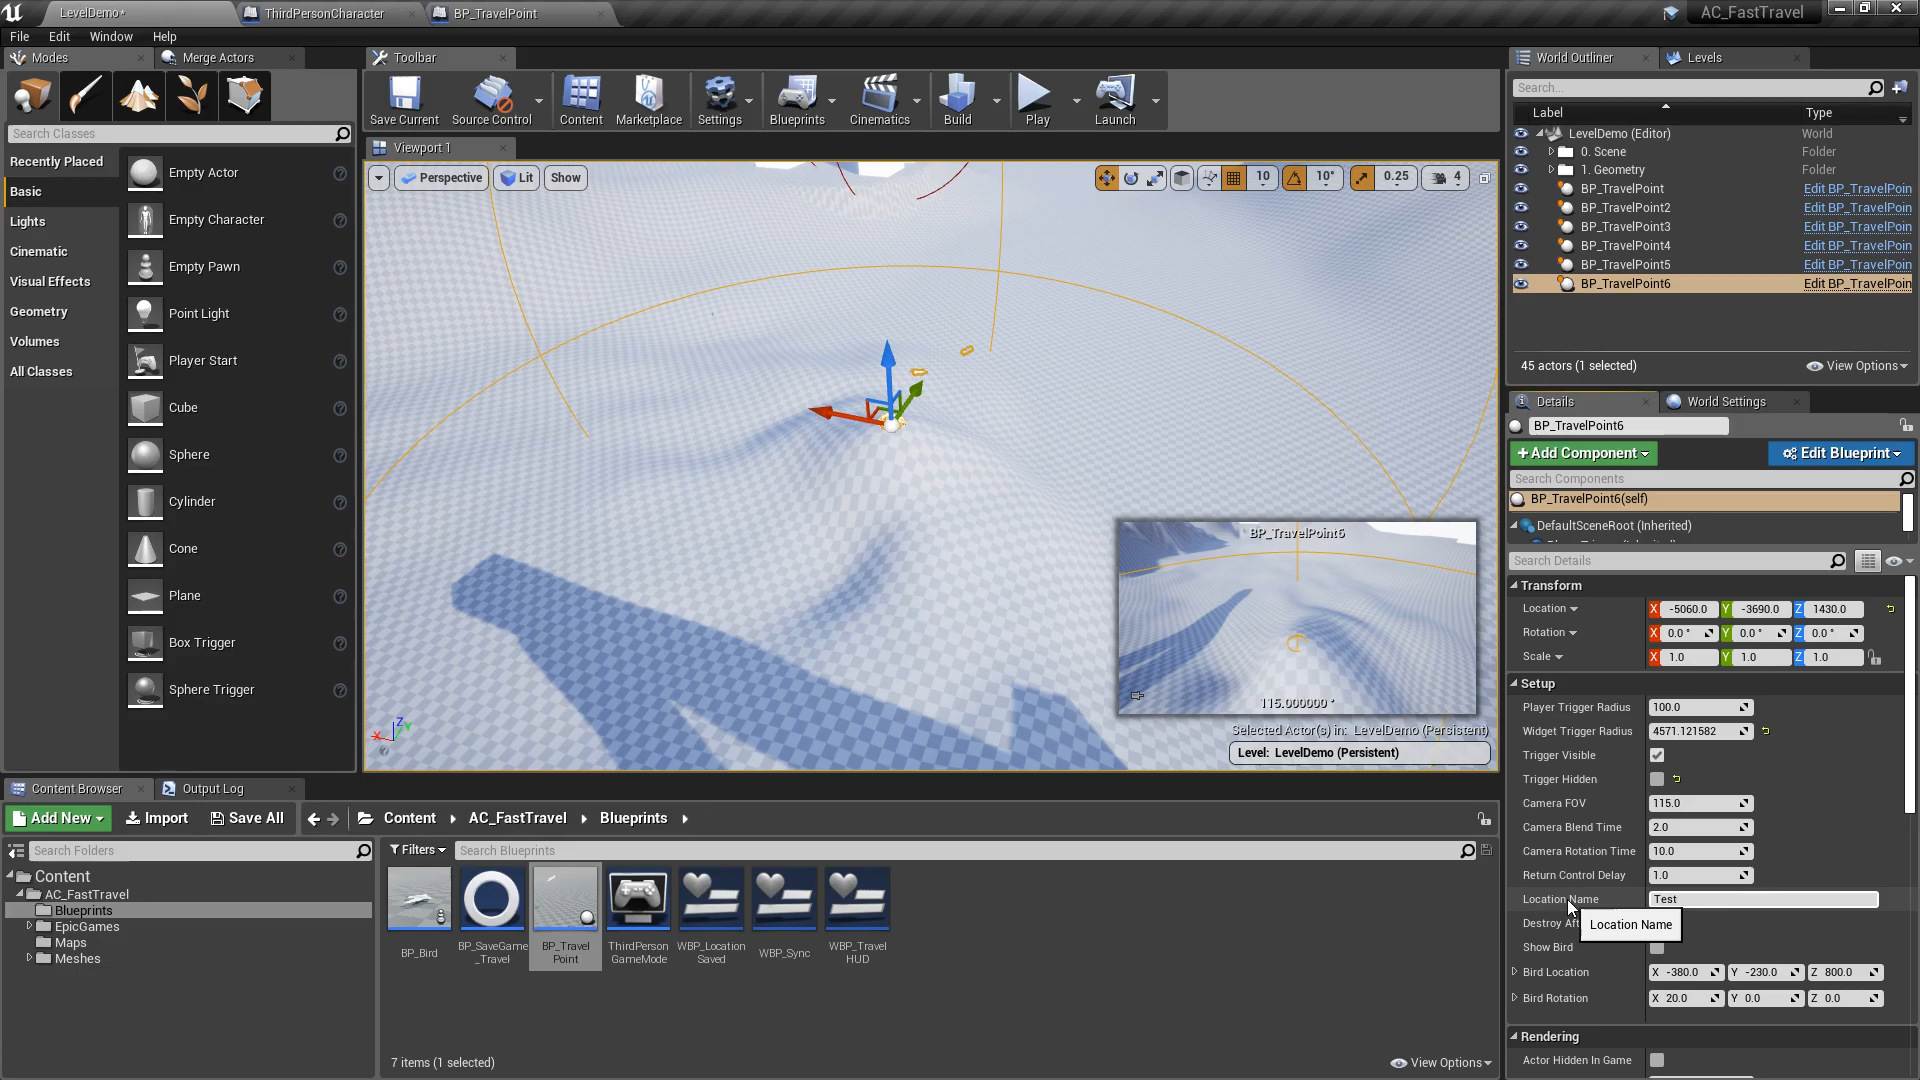 LevelDemo*
ThirdPersonCharacter
BP_TravelPoint
AC_FastTravel
File Edit Window Help
Modes
Merge Actors
Toolbar
World Outliner
Levels
Save Current
Source Control
Content
Marketplace
Settings
Blueprints
Cinematics
Build
Play
Launch
Search...
Label
Type
Search Classes
Recently Placed
Basic
Lights
Cinematic
Visual Effects
Geometry
Volumes
All Classes
Empty Actor
Empty Character
Empty Pawn
Point Light
Player Start
Cube
Sphere
Cylinder
Cone
Plane
Box Trigger
Sphere Trigger
Viewport 1
Perspective
Lit
Show
10
10°
0.25
4
X
Y
Z
BP_TravelPoint6
115.000000 °
Selected Actor(s) in: LevelDemo (Persistent)
Level: LevelDemo (Persistent)
LevelDemo (Editor) World
0. Scene Folder
1. Geometry Folder
BP_TravelPoint Edit BP_TravelPoin
BP_TravelPoint2 Edit BP_TravelPoin
BP_TravelPoint3 Edit BP_TravelPoin
BP_TravelPoint4 Edit BP_TravelPoin
BP_TravelPoint5 Edit BP_TravelPoin
BP_TravelPoint6 Edit BP_TravelPoin
45 actors (1 selected)
View Options
Details
World Settings
BP_TravelPoint6
+Add Component
Edit Blueprint
Search Components
BP_TravelPoint6(self)
DefaultSceneRoot (Inherited)
Search Details
Transform
Location X -5060.0 Y -3690.0 Z 1430.0
Rotation X 0.0 ° Y 0.0 ° Z 0.0 °
Scale X 1.0 Y 1.0 Z 1.0
Setup
Player Trigger Radius 100.0
Widget Trigger Radius 4571.121582
Trigger Visible
Trigger Hidden
Camera FOV 115.0
Camera Blend Time 2.0
Camera Rotation Time 10.0
Return Control Delay 1.0
Location Name Test
Destroy Aft
Location Name
Show Bird
Bird Location X -380.0 Y -230.0 Z 800.0
Bird Rotation X 20.0 Y 0.0 Z 0.0
Rendering
Actor Hidden In Game
Content Browser
Output Log
Add New
Import
Save All
Content
AC_FastTravel
Blueprints
Search Folders
Filters
Search Blueprints
Content
AC_FastTravel
Blueprints
EpicGames
Maps
Meshes
BP_Bird
BP_SaveGame
_Travel
BP_Travel
Point
ThirdPerson
GameMode
WBP_Location
Saved
WBP_Sync
WBP_Travel
HUD
7 items (1 selected)
View Options